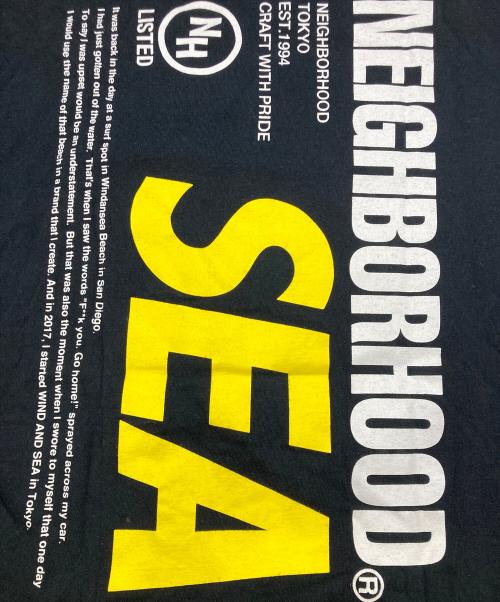 NEIGHBORHOOD®
NEIGHBORHOOD
TOKYO
EST.1994
CRAFT WITH PRIDE
NH
LISTED
SEA
It was back in the day at a surf spot in Windansea Beach in San Diego.
I had just gotten out of the water. That's when I saw the words "F**k you. Go home!" sprayed across my car.
To say I was upset would be an understatement. But that was also the moment when I swore to myself that one day
I would use the name of that beach in a brand that I create. And in 2017, I started WIND AND SEA in Tokyo.